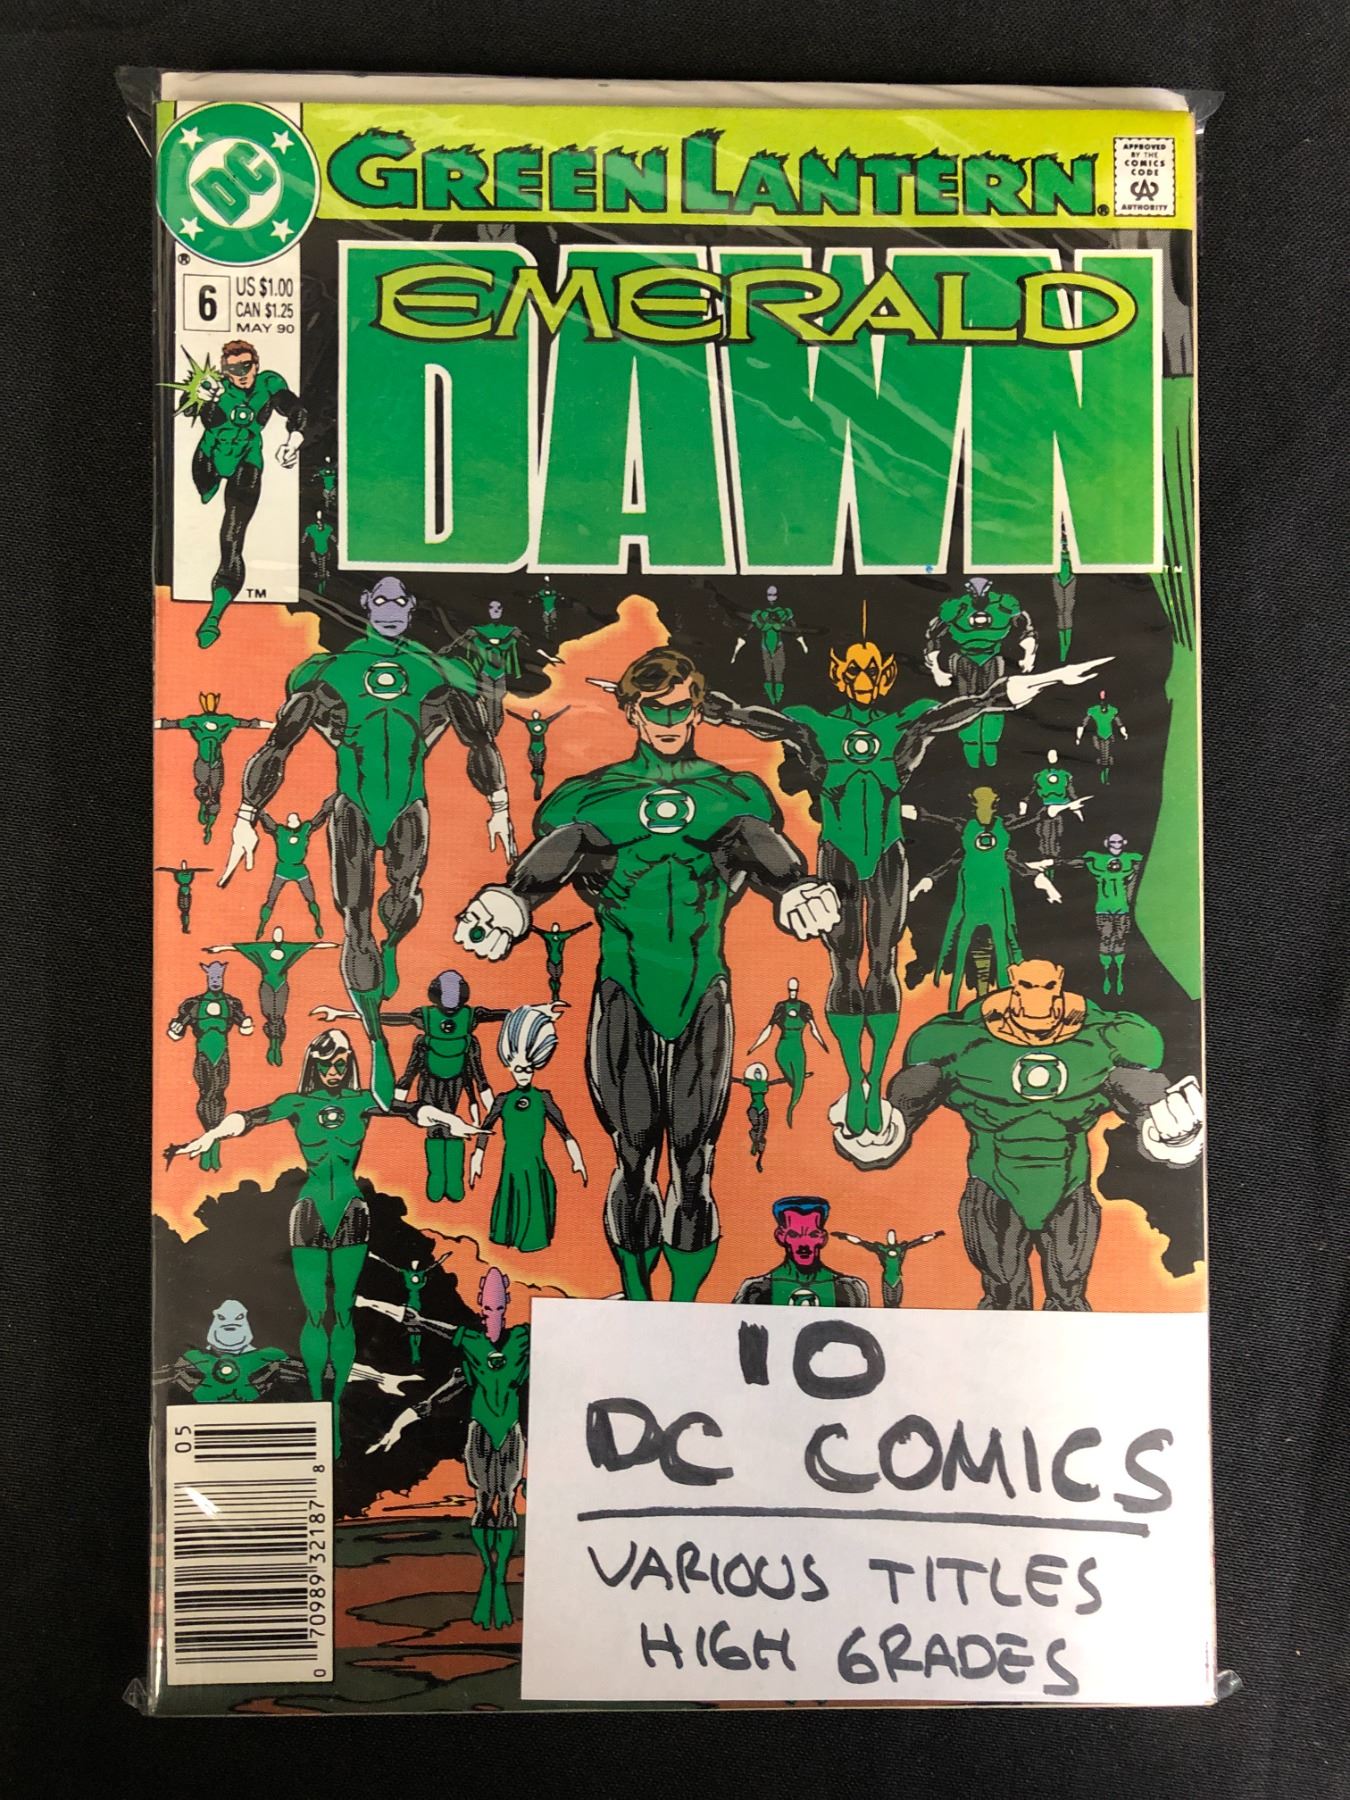 DC
GREEN LANTERN®
APPROVED
BY THE
COMICS
CODE
CA
AUTHORITY
®
EMERALD
DAWN
TM
6
US $1.00
CAN $1.25
MAY 90
TM
05
0 70989 32187 8
10
DC COMICS
VARIOUS TITLES
HIGH GRADES